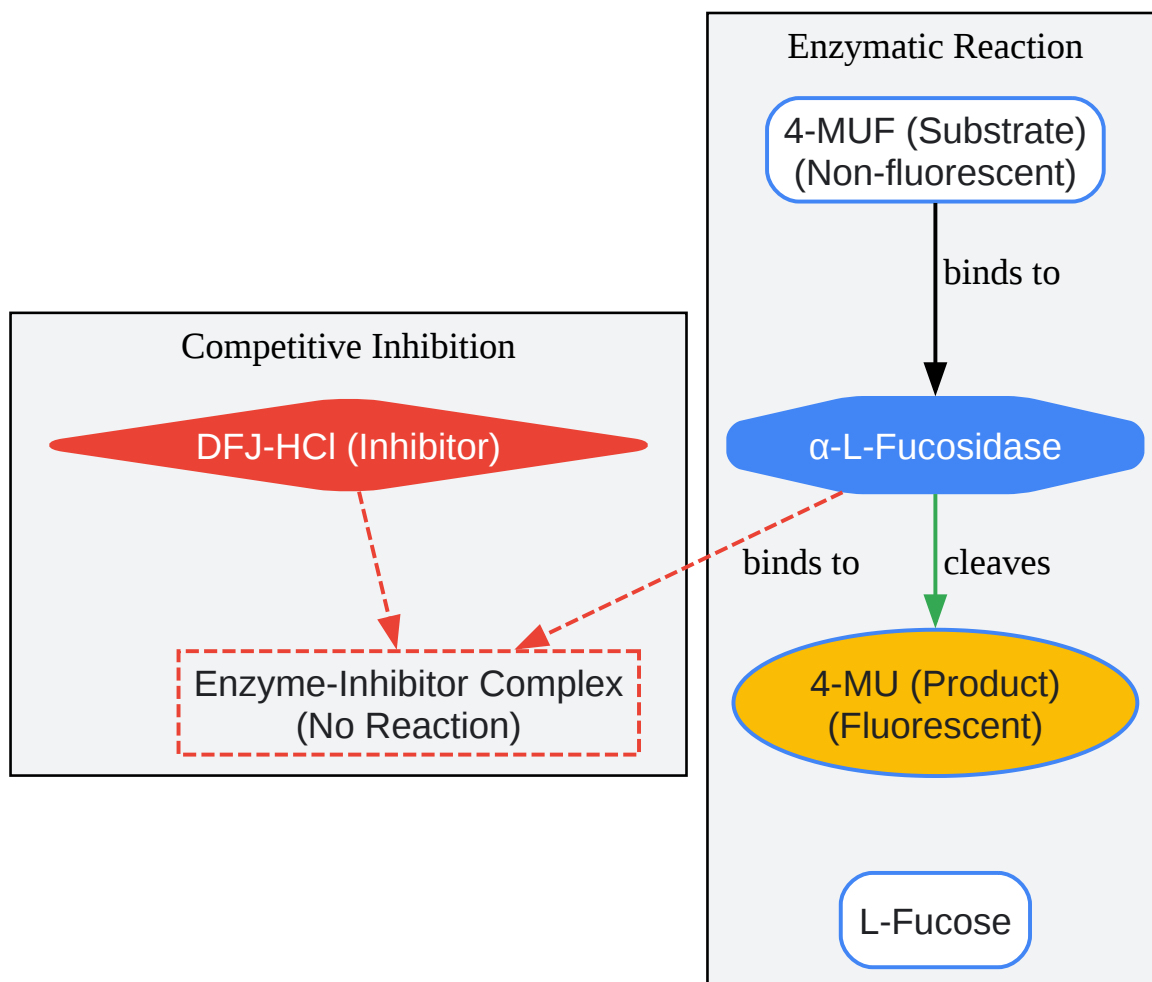 Enzymatic Reaction
4-MUF (Substrate)
(Non-fluorescent)
binds to
Competitive Inhibition
DFJ-HCl (Inhibitor)
α-L-Fucosidase
binds to
cleaves
Enzyme-Inhibitor Complex
(No Reaction)
4-MU (Product)
(Fluorescent)
L-Fucose